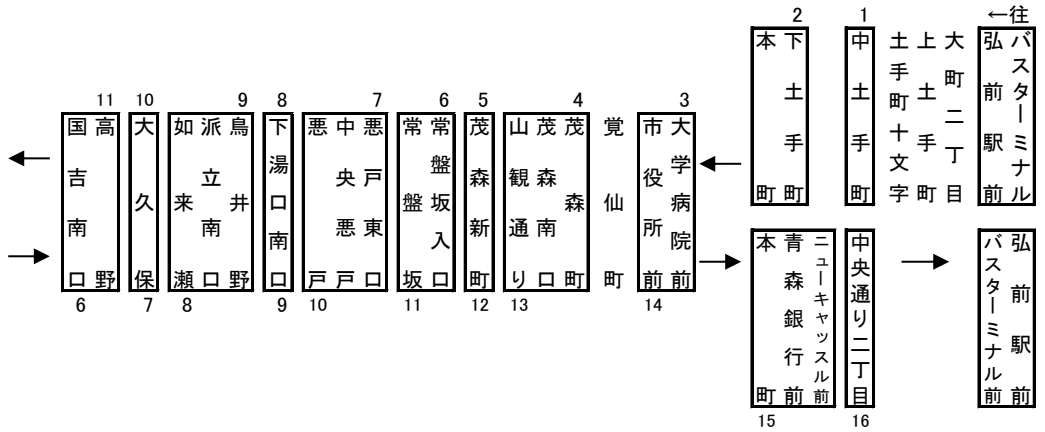 ←往
バスターミナル
弘前駅前
大町二丁目
上土手町
土手町十文字
1
中土手町
2
下土手町
本町
3
大学病院前
市役所前
14
覚仙町
4
茂森町
茂森南口
山観通り
13
5
茂森新町
12
6
常盤坂入口
常盤坂
11
7
悪戸東口
中央悪戸
悪戸
10
8
下湯口南口
9
9
鳥井野
派立南口
如来瀬
8
10
大久保
7
11
高野
国吉南口
6
弘前駅前
バスターミナル前
中央通り二丁目
16
ニューキャッスル前
青森銀行前
本町
15